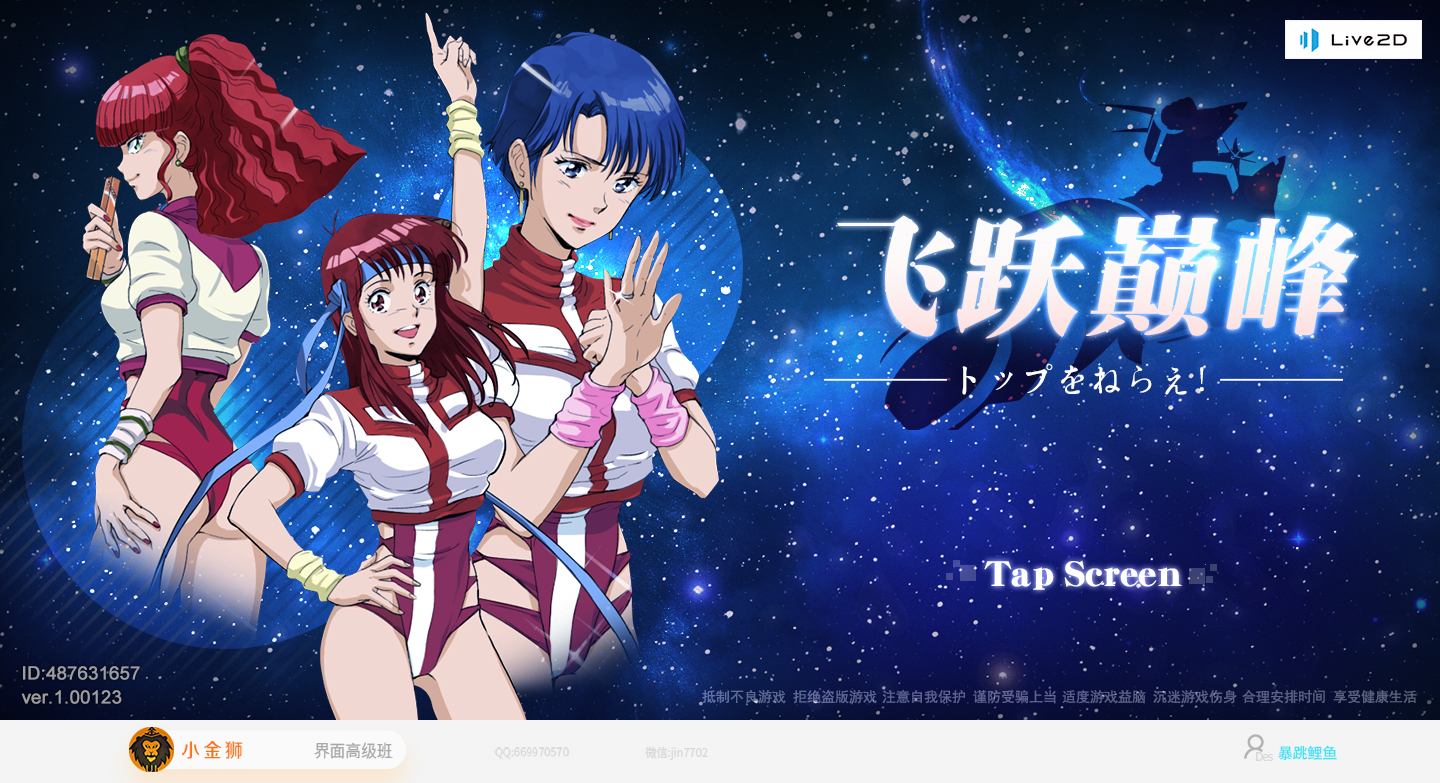 Live2D
飞跃巅峰
トップをねらえ!
Tap Screen
ID:487631657
ver.1.00123
抵制不良游戏 拒绝盗版游戏 注意自我保护 谨防受骗上当 适度游戏益脑 沉迷游戏伤身 合理安排时间 享受健康生活
小金狮 界面高级班 QQ:669970570 微信:jin7702 Des 暴跳鲤鱼